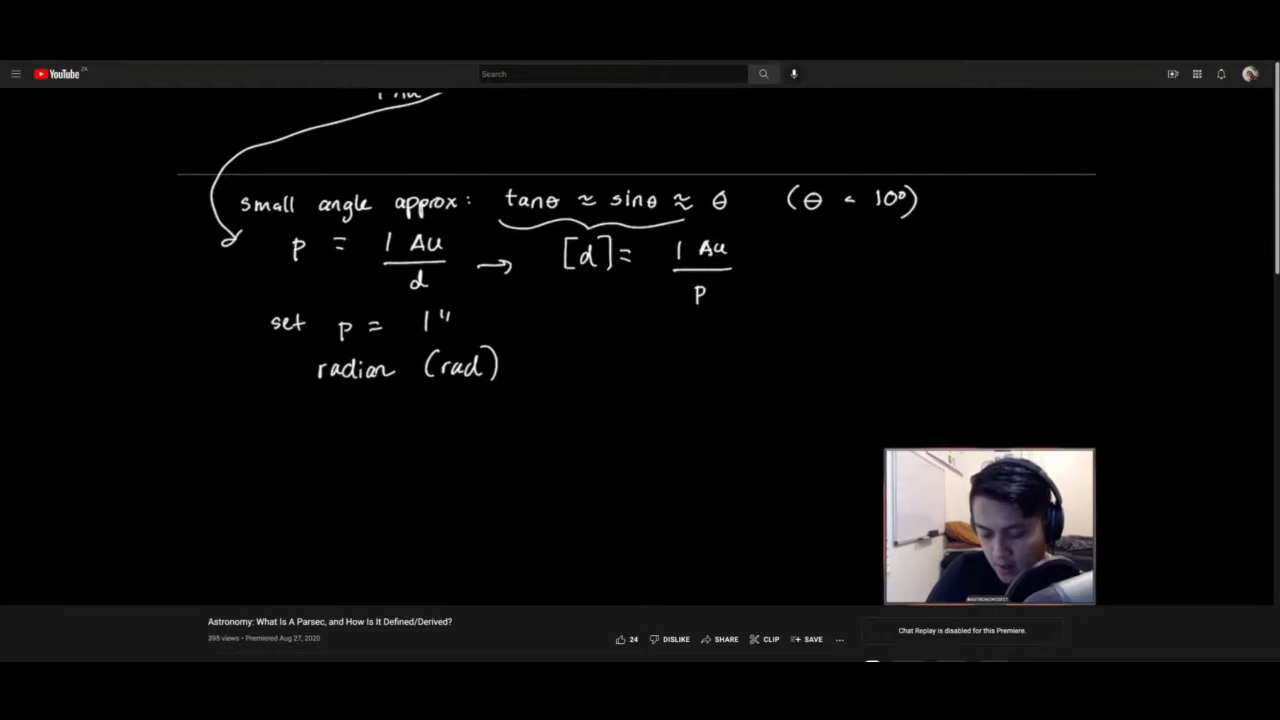 YouTube ZA
Search
small angle approx: tanθ ≈ sinθ ≈ θ (θ < 10°)
p = 1 AU / d → [d] = 1 AU / p
set p = 1"
radian (rad)
@ASTRONOMOSPCT
Astronomy: What Is A Parsec, and How Is It Defined/Derived?
395 views • Premiered Aug 27, 2020
24 DISLIKE SHARE CLIP SAVE ...
Chat Replay is disabled for this Premiere.